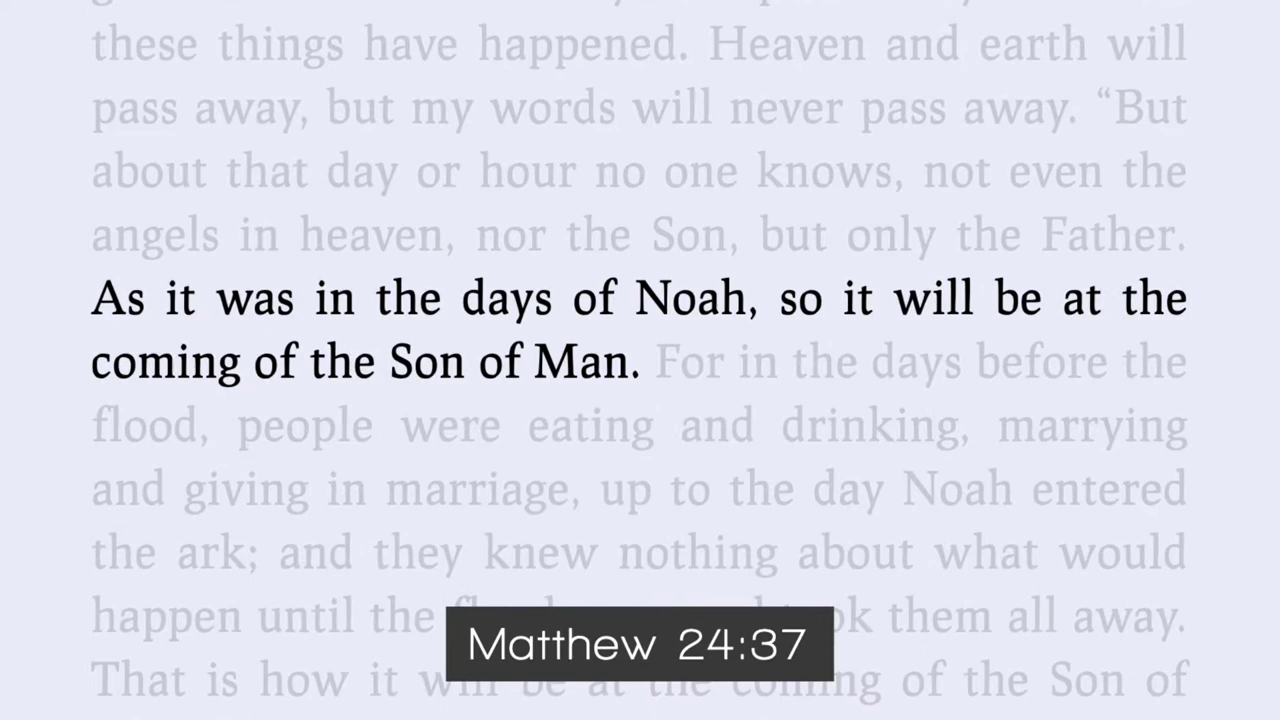 these things have happened. Heaven and earth will
pass away, but my words will never pass away. “But
about that day or hour no one knows, not even the
angels in heaven, nor the Son, but only the Father.
As it was in the days of Noah, so it will be at the
coming of the Son of Man. For in the days before the
flood, people were eating and drinking, marrying
and giving in marriage, up to the day Noah entered
the ark; and they knew nothing about what would
happen until the them all away.
Matthew 24:37
That is how it will be at the coming of the Son of